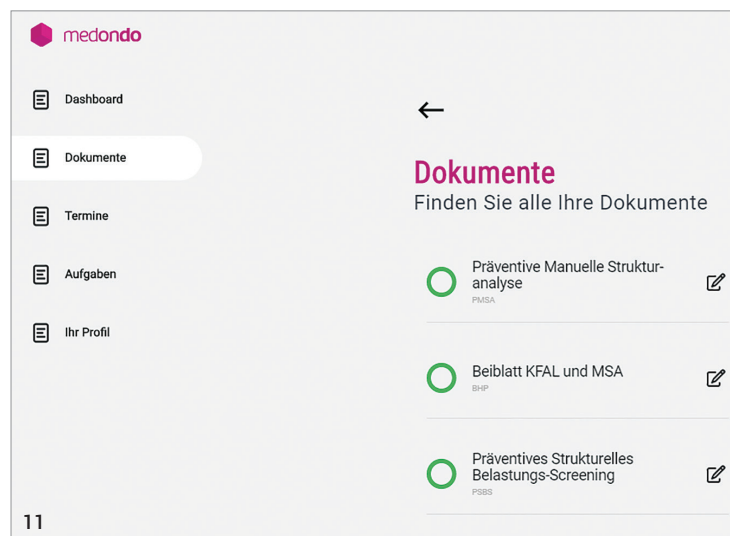 medondo
Dashboard
Dokumente
Termine
Aufgaben
Ihr Profil
Dokumente
Finden Sie alle Ihre Dokumente
Präventive Manuelle Struktur-
analyse
PMSA
Beiblatt KFAL und MSA
BHP
Präventives Strukturelles
Belastungs-Screening
PSBS
11